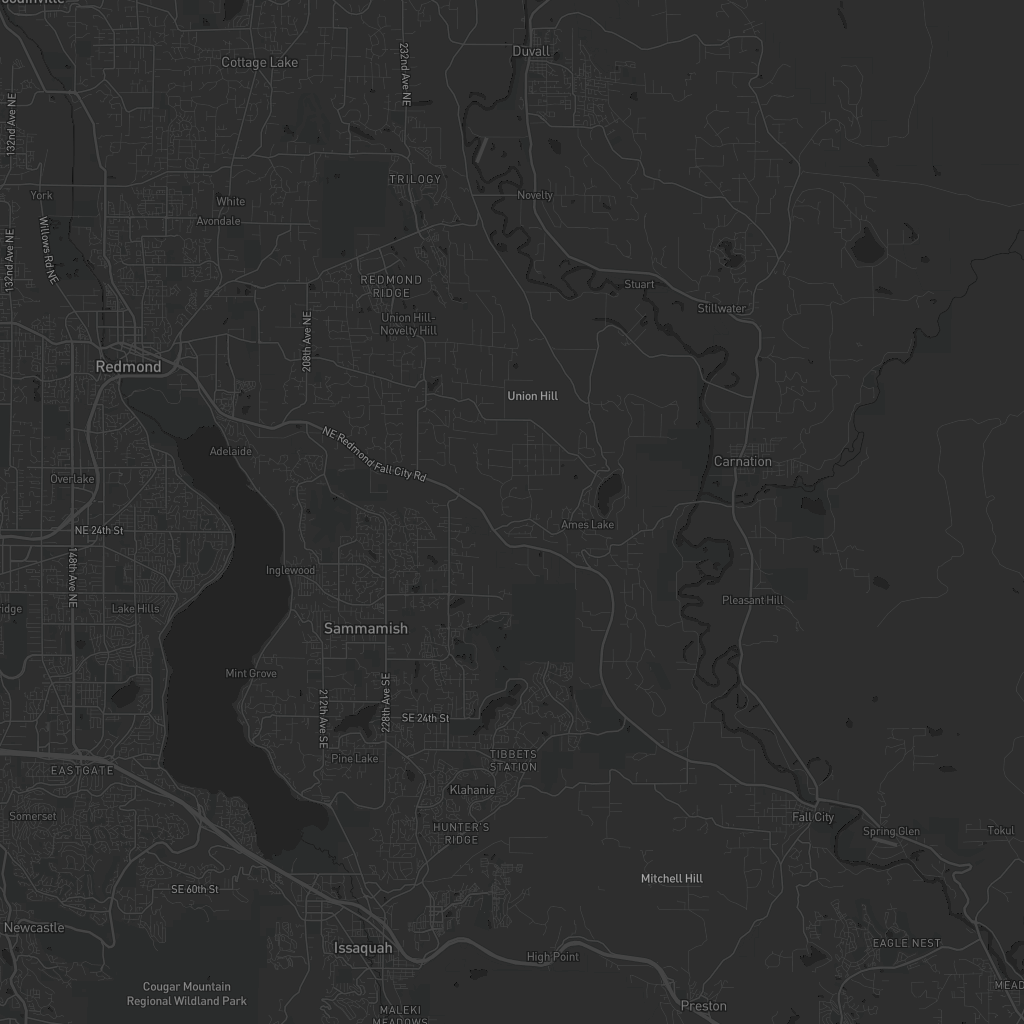 Duvall
Cottage Lake
232nd Ave NE
132nd Ave NE
TRILOGY
York
White
Novelty
Avondale
Willows Rd NE
132nd Ave NE
REDMOND
RIDGE
Stuart
Stillwater
Union Hill-
Novelty Hill
208th Ave NE
Redmond
Union Hill
NE Redmond Fall City Rd
Adelaide
Carnation
Overlake
NE 24th St
Ames Lake
148th Ave NE
Inglewood
Lake Hills
Pleasant Hill
Sammamish
Mint Grove
212th Ave SE
228th Ave SE
SE 24th St
Pine Lake
TIBBETS
STATION
EASTGATE
Klahanie
Somerset
HUNTER'S
RIDGE
Fall City
Spring Glen
Tokul
Mitchell Hill
SE 60th St
Newcastle
Issaquah
High Point
EAGLE NEST
Cougar Mountain
Regional Wildland Park
Preston
MALEKI